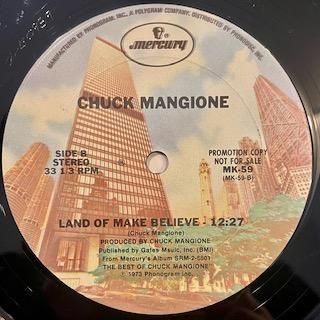 MANUFACTURED BY PHONOGRAM, INC., A POLYGRAM COMPANY. DISTRIBUTED BY
mercury
CHUCK MANGIONE
SIDE B
STEREO
33 1/3 RPM
PROMOTION COPY
NOT FOR SALE
MK-59
(MK-59-B)
LAND OF MAKE BELIEVE - 12:27
(Chuck Mangione)
PRODUCED BY CHUCK MANGIONE
Published by Gates Music, Inc. (BMI)
From Mercury's Album SRM-2-8601
THE BEST OF CHUCK MANGIONE
℗ 1973 Phonogram Inc.